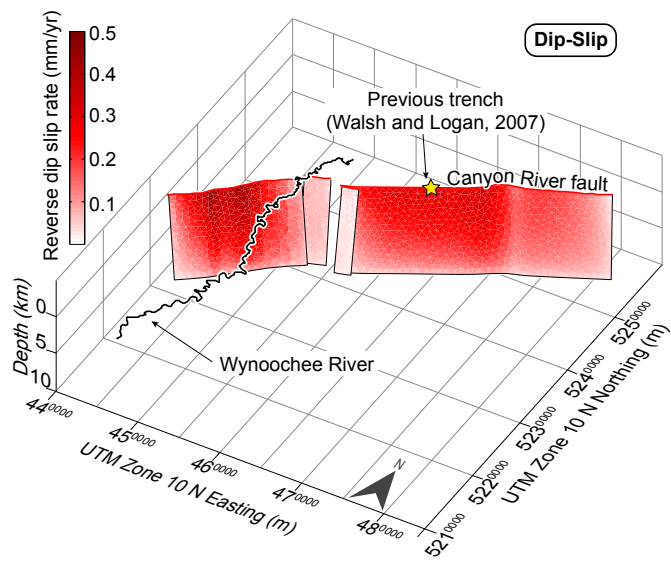 Reverse dip slip rate (mm/yr)
0.5
0.4
0.3
0.2
0.1
Dip-Slip
Previous trench
(Walsh and Logan, 2007)
Canyon River fault
Wynoochee River
Depth (km)
0
5
10
44⁰⁰⁰⁰
45⁰⁰⁰⁰
46⁰⁰⁰⁰
47⁰⁰⁰⁰
48⁰⁰⁰⁰
UTM Zone 10 N Easting (m)
N
521⁰⁰⁰⁰
522⁰⁰⁰⁰
523⁰⁰⁰⁰
524⁰⁰⁰⁰
525⁰⁰⁰⁰
UTM Zone 10 N Northing (m)